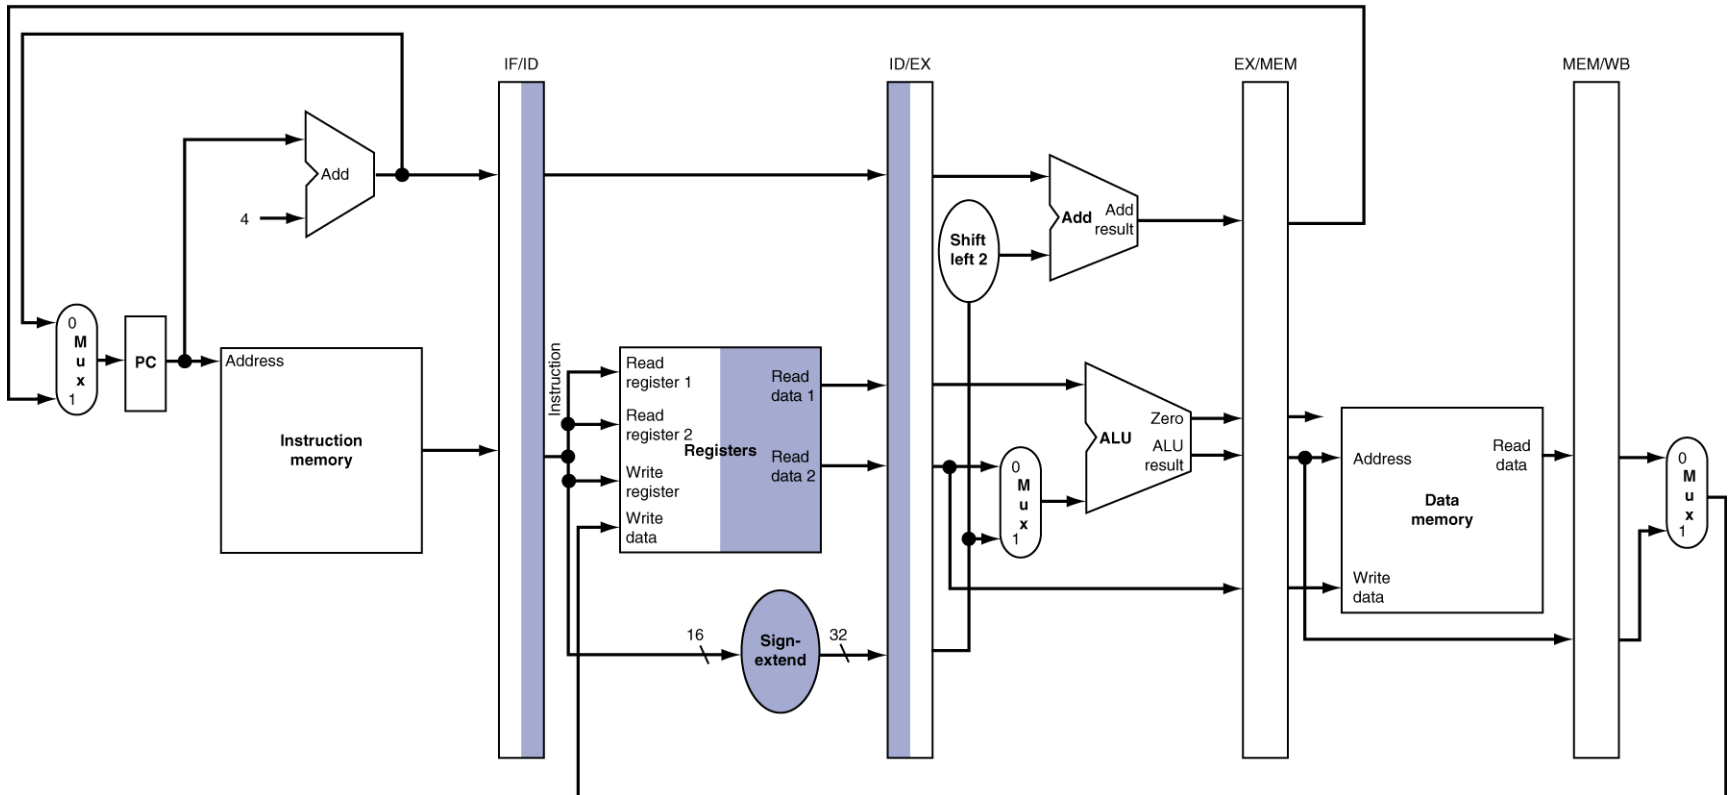 IF/ID
ID/EX
EX/MEM
MEM/WB
Add
4
Add
Add
result
Shift
left 2
0
M
u
x
1
PC
Address
Instruction
memory
Instruction
Read
register 1
Read
register 2
Write
register
Write
data
Registers
Read
data 1
Read
data 2
16
Sign-
extend
32
0
M
u
x
1
ALU
Zero
ALU
result
Address
Read
data
Data
memory
Write
data
0
M
u
x
1